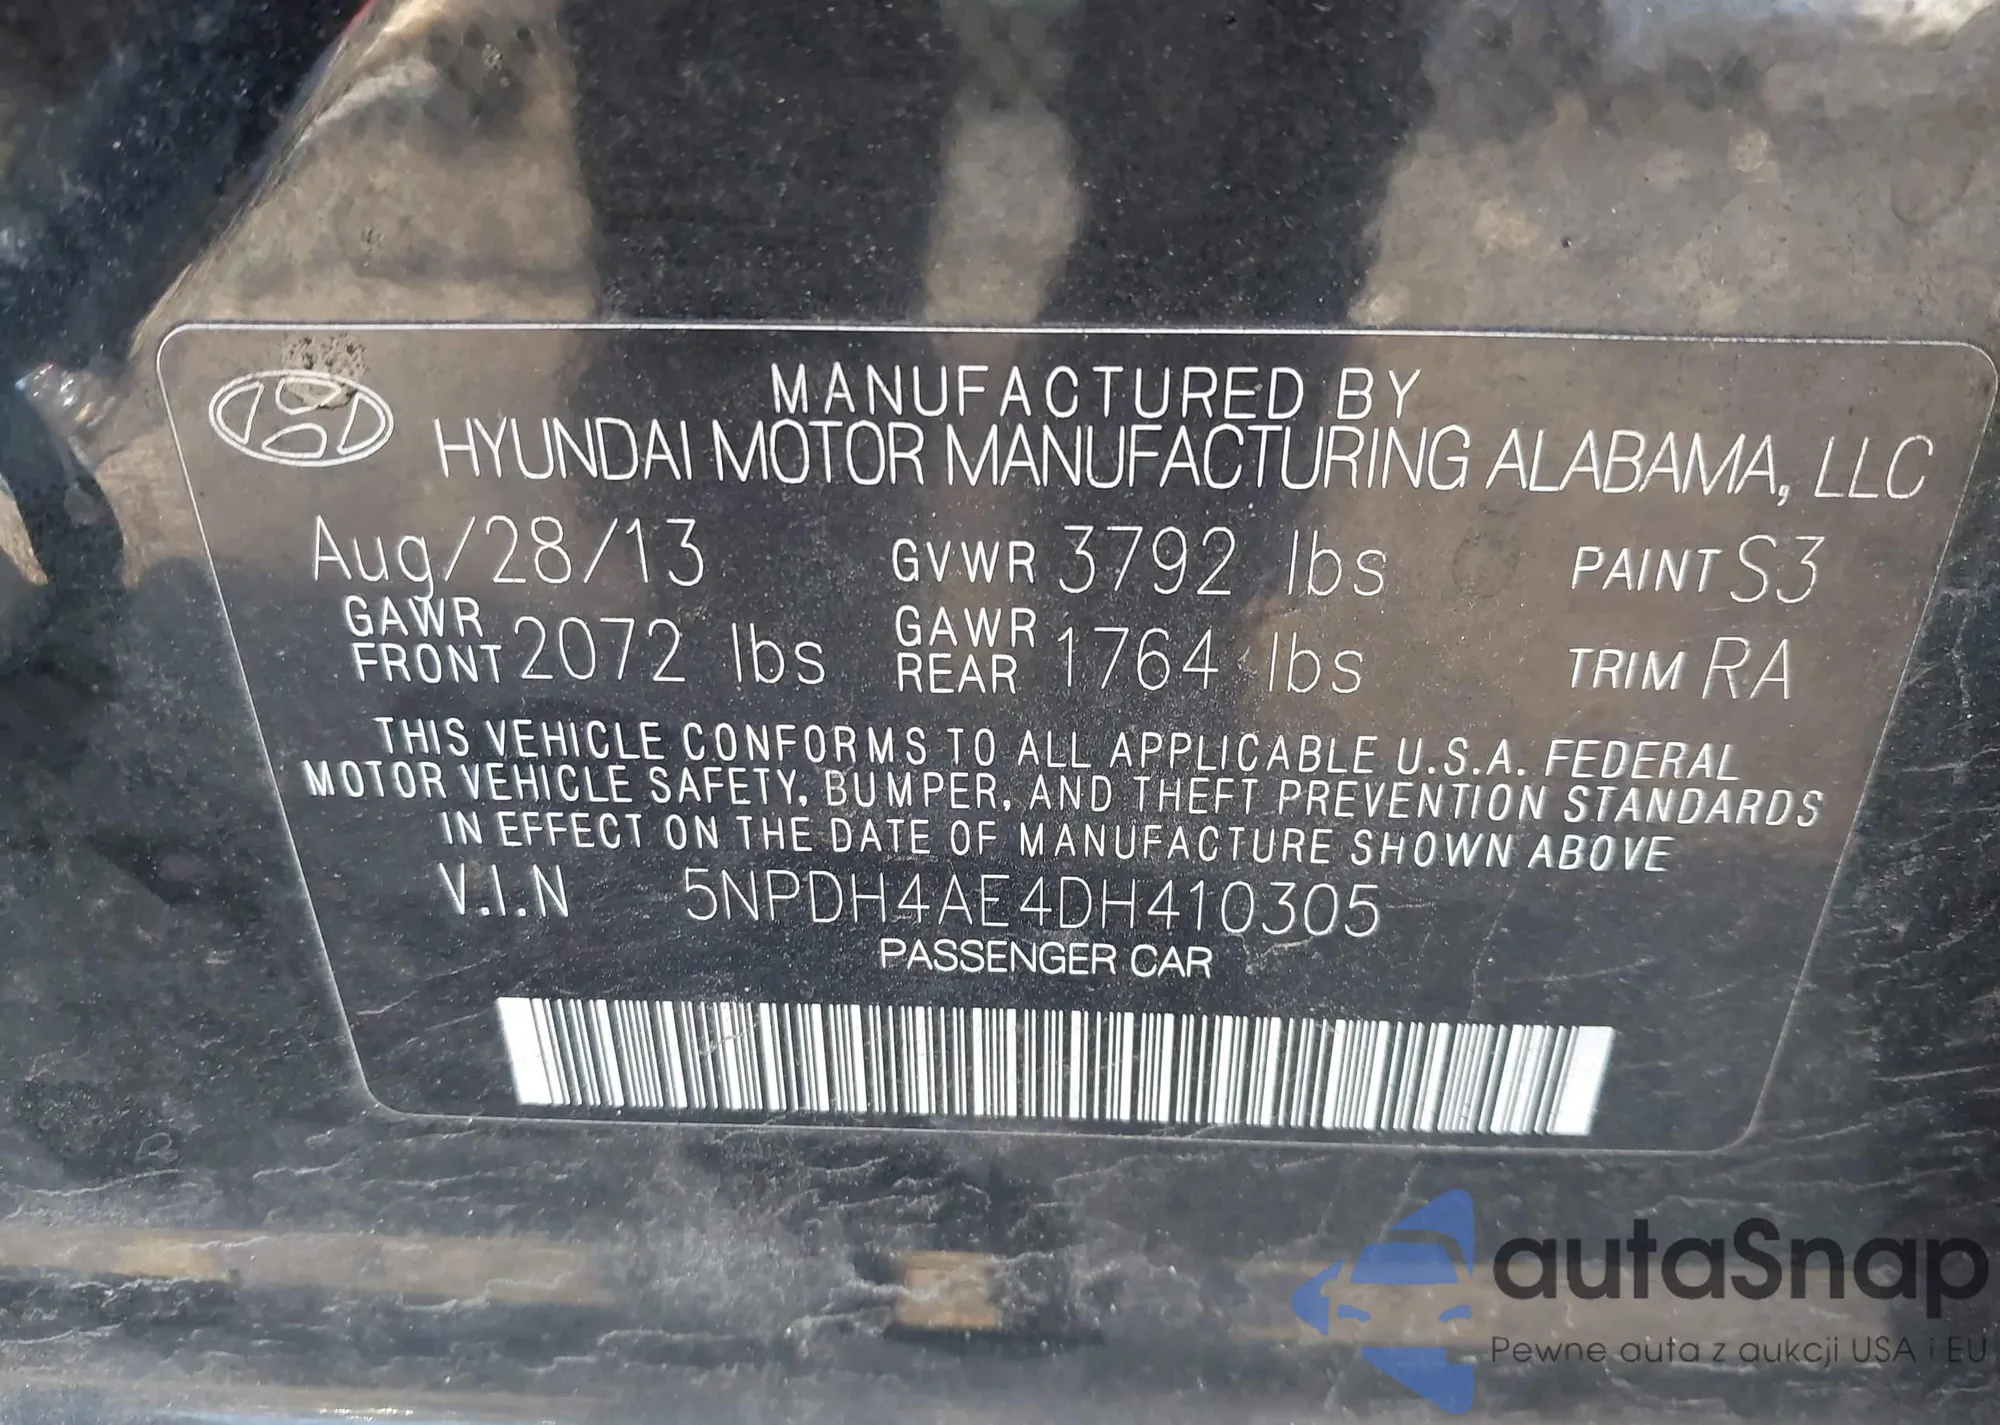 MANUFACTURED BY
HYUNDAI MOTOR MANUFACTURING ALABAMA, LLC
Aug/28/13 GVWR 3792 lbs PAINT S3
GAWR FRONT 2072 lbs GAWR REAR 1764 lbs TRIM RA
THIS VEHICLE CONFORMS TO ALL APPLICABLE U.S.A. FEDERAL
MOTOR VEHICLE SAFETY, BUMPER, AND THEFT PREVENTION STANDARDS
IN EFFECT ON THE DATE OF MANUFACTURE SHOWN ABOVE
V.I.N 5NPDH4AE4DH410305
PASSENGER CAR
autaSnap
Pewne auta z aukcji USA i EU